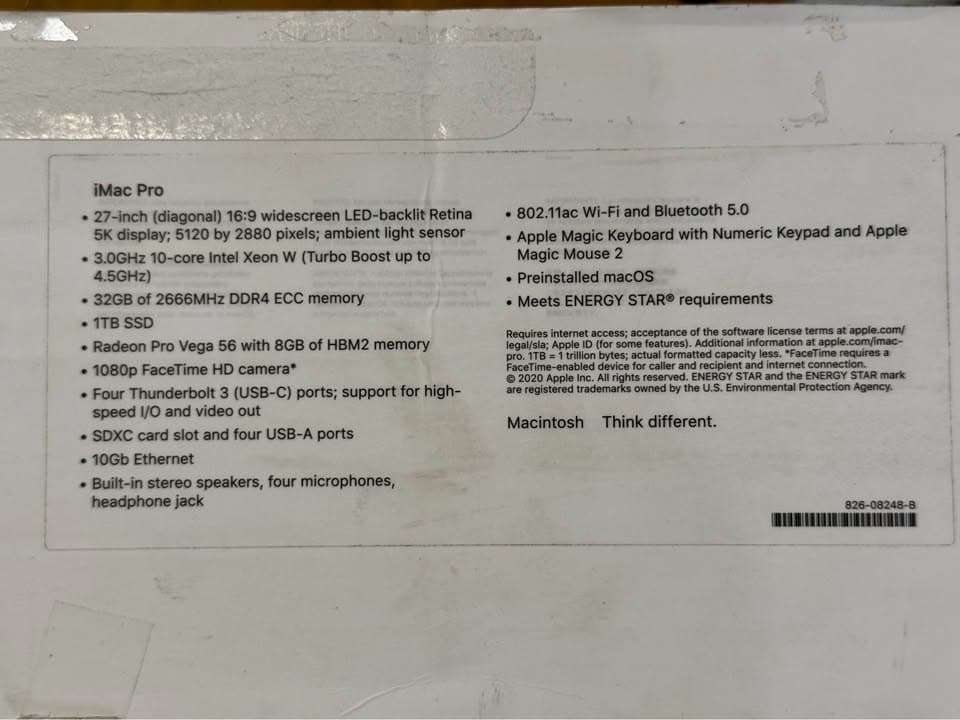 iMac Pro
• 27-inch (diagonal) 16:9 widescreen LED-backlit Retina
5K display; 5120 by 2880 pixels; ambient light sensor
• 3.0GHz 10-core Intel Xeon W (Turbo Boost up to
4.5GHz)
• 32GB of 2666MHz DDR4 ECC memory
• 1TB SSD
• Radeon Pro Vega 56 with 8GB of HBM2 memory
• 1080p FaceTime HD camera*
• Four Thunderbolt 3 (USB-C) ports; support for high-
speed I/O and video out
• SDXC card slot and four USB-A ports
• 10Gb Ethernet
• Built-in stereo speakers, four microphones,
headphone jack
• 802.11ac Wi-Fi and Bluetooth 5.0
• Apple Magic Keyboard with Numeric Keypad and Apple
Magic Mouse 2
• Preinstalled macOS
• Meets ENERGY STAR® requirements
Requires internet access; acceptance of the software license terms at apple.com/
legal/sla; Apple ID (for some features). Additional information at apple.com/imac-
pro. 1TB = 1 trillion bytes; actual formatted capacity less. *FaceTime requires a
FaceTime-enabled device for caller and recipient and internet connection.
© 2020 Apple Inc. All rights reserved. ENERGY STAR and the ENERGY STAR mark
are registered trademarks owned by the U.S. Environmental Protection Agency.
Macintosh Think different.
826-08248-B